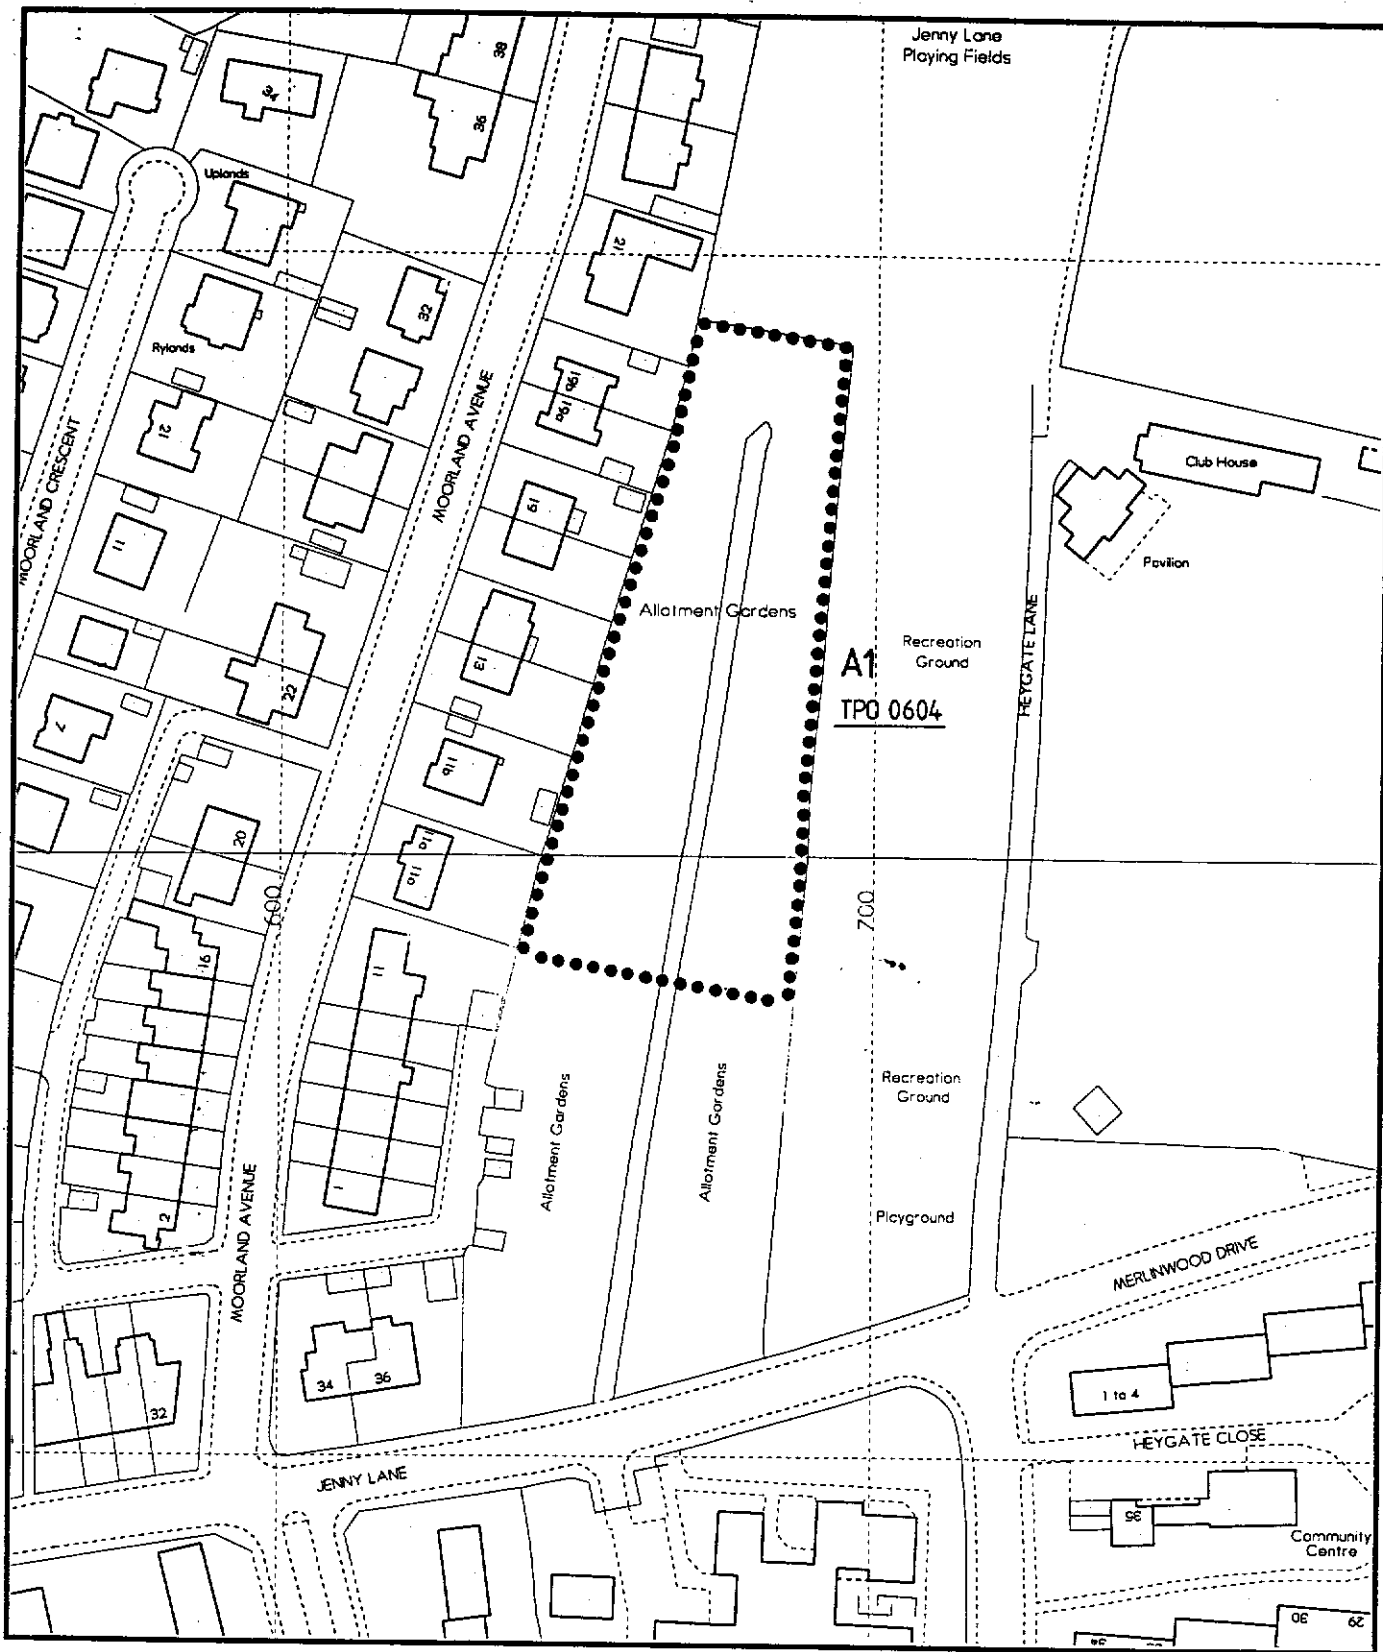 Jenny Lane
Playing Fields
38
34
36
Uplands
21
32
Rylands
MOORLAND AVENUE
19b
19a
21
MOORLAND CRESCENT
Club House
19
11
Pavilion
Allotment Gardens
HEYGATE LANE
Recreation
Ground
A1
TPO 0604
13
22
7
11b
20
11a
11a
600
700
16
11
Allotment Gardens
Allotment Gardens
Recreation
Ground
1
2
Playground
MOORLAND AVENUE
MERLINWOOD DRIVE
34
36
32
1 to 4
HEYGATE CLOSE
JENNY LANE
35
Community
Centre
30
29